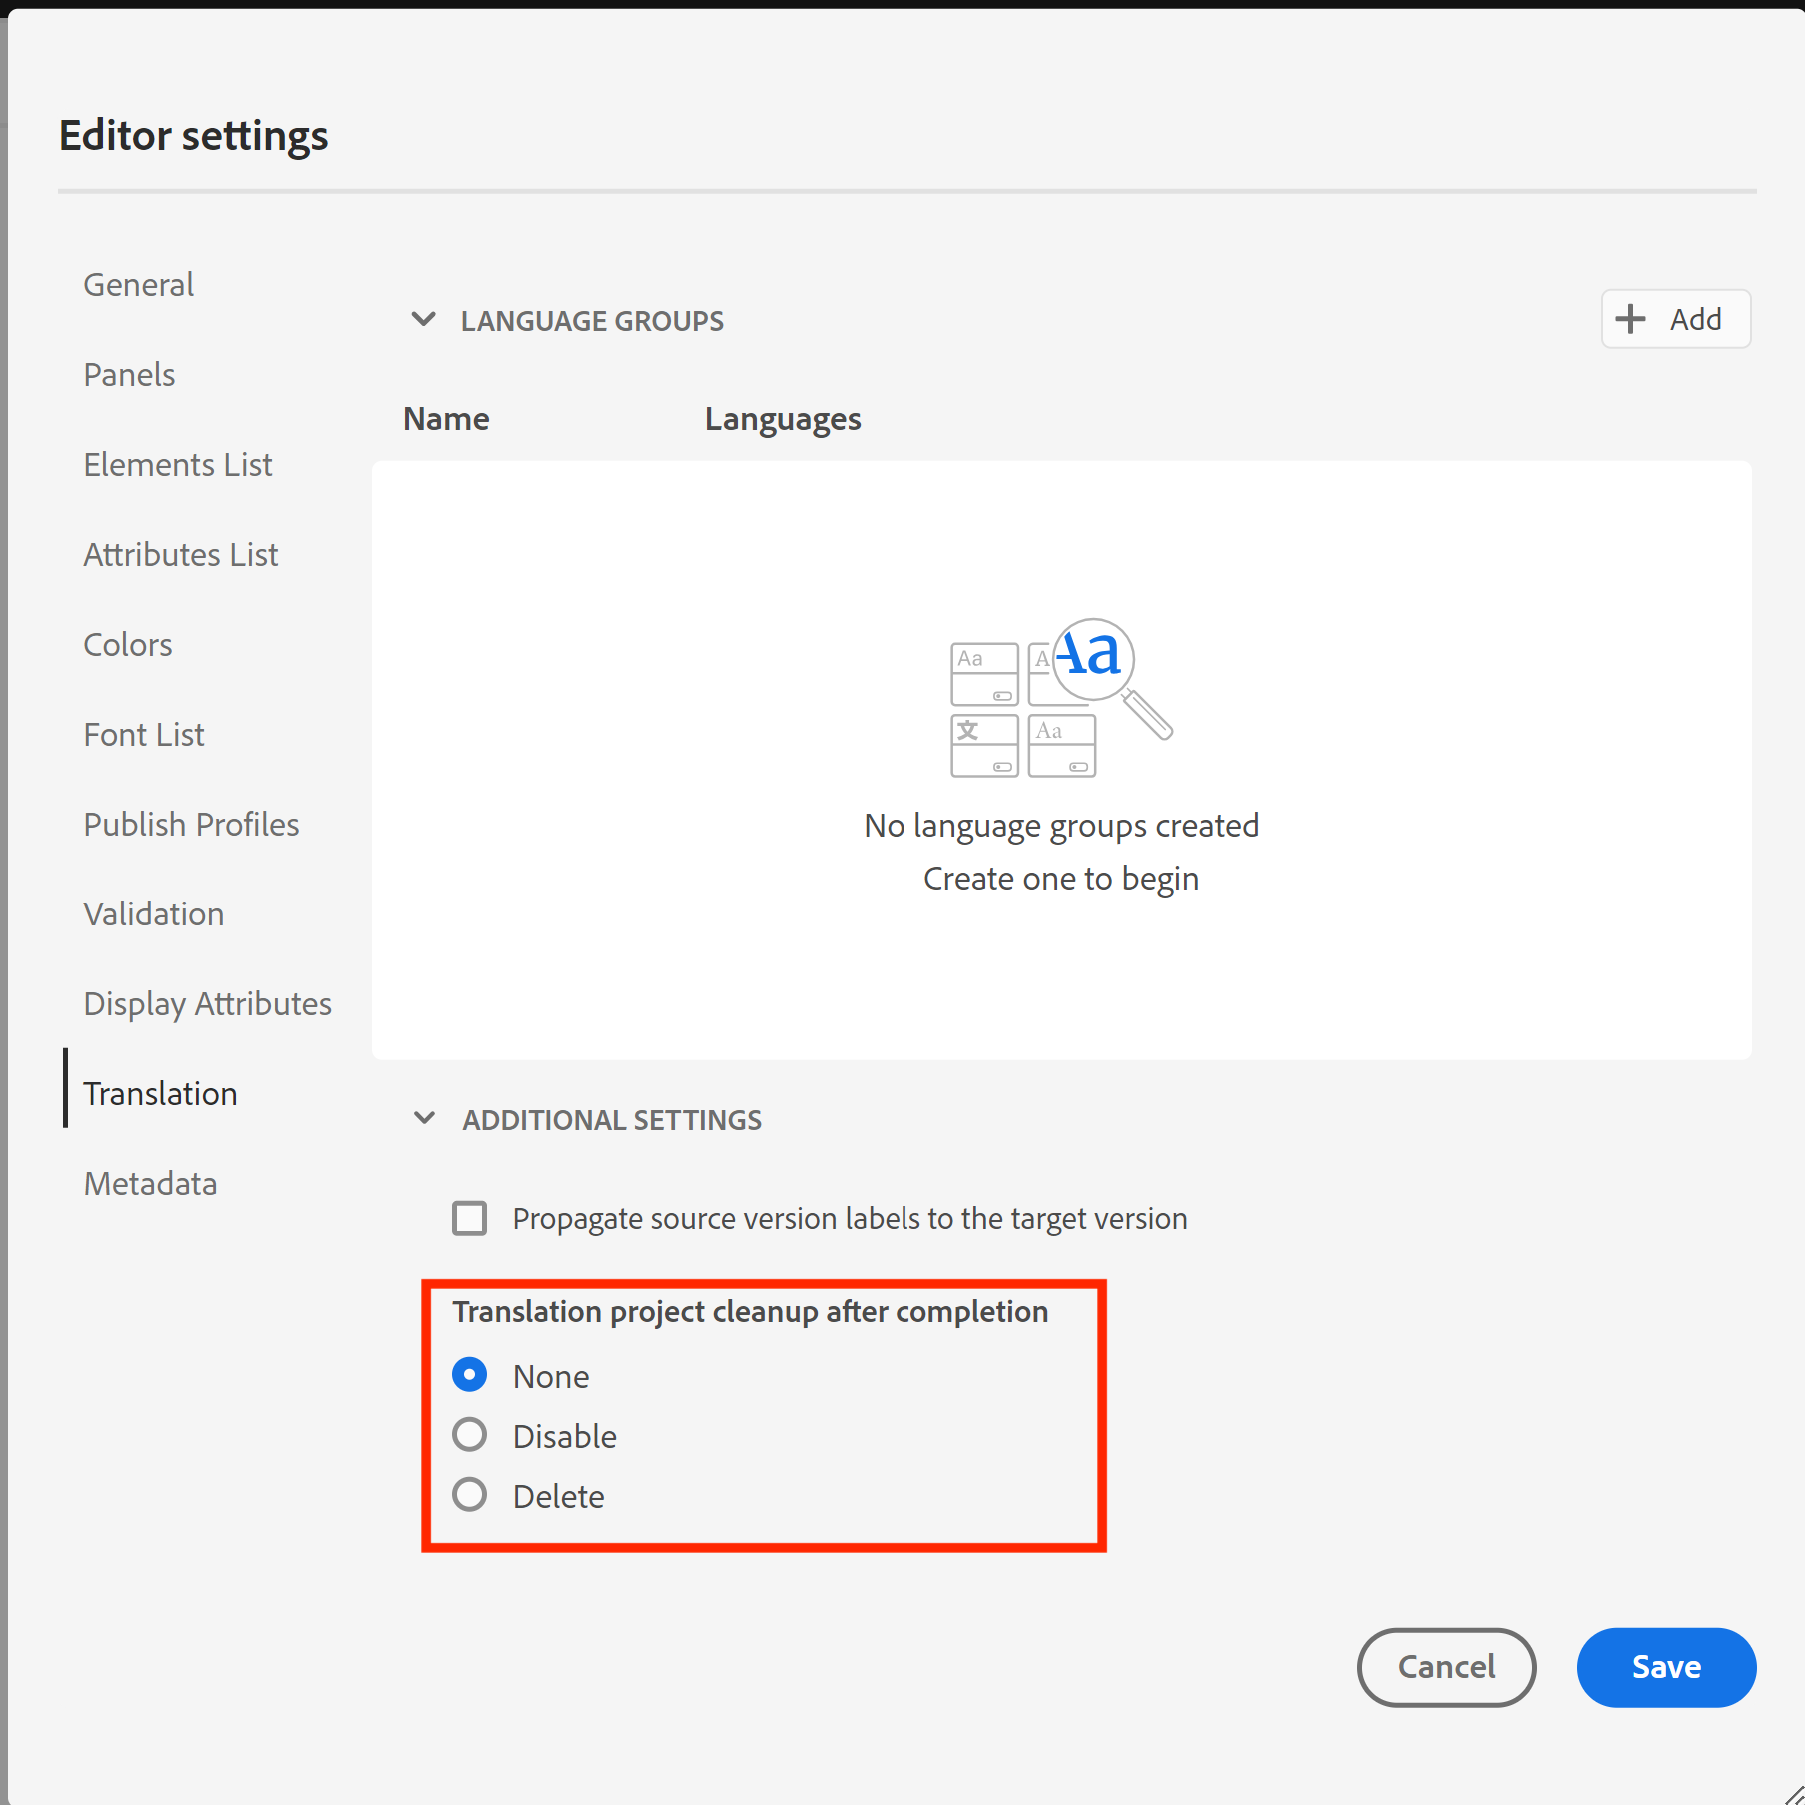 Editor settings
General
Panels
Elements List
Attributes List
Colors
Font List
Publish Profiles
Validation
Display Attributes
Translation
Metadata
LANGUAGE GROUPS
Add
Name Languages
Aa A Aa
文 Aa
No language groups created
Create one to begin
ADDITIONAL SETTINGS
Propagate source version labels to the target version
Translation project cleanup after completion
None
Disable
Delete
Cancel Save